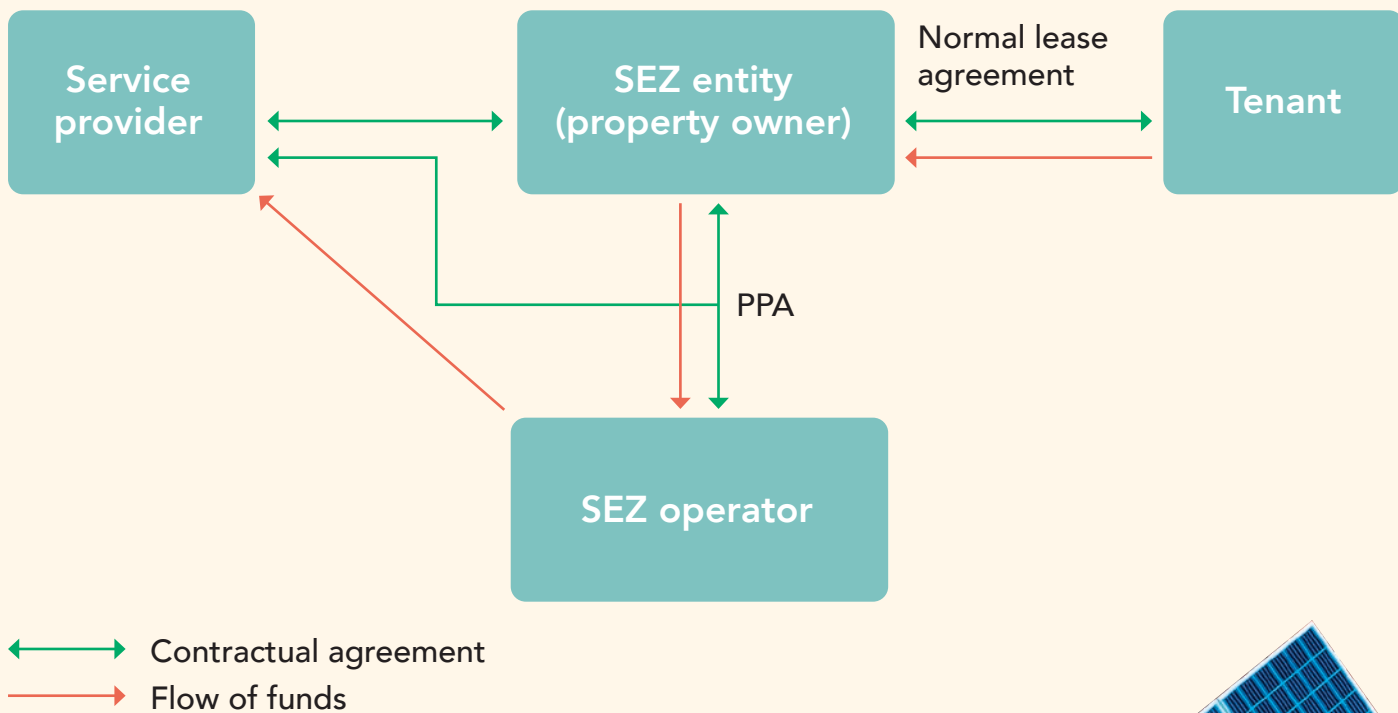 Service
provider
SEZ entity
(property owner)
Normal lease
agreement
Tenant
PPA
SEZ operator
Contractual agreement
Flow of funds